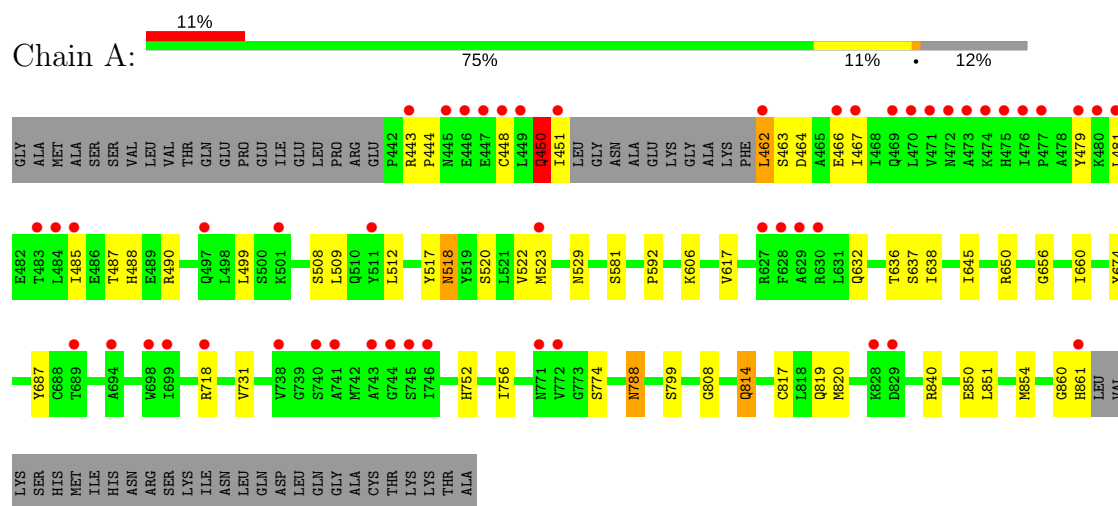 11%
Chain A:
75% 11% • 12%
GLY ALA MET ALA SER SER VAL LEU VAL THR GLN GLU PRO GLU ILE GLU LEU PRO ARG GLU P442 R443 P444 N445 E446 E447 C448 L449 Q450 I451 LEU GLY ASN ALA GLU LYS GLY ALA LYS PHE L462 S463 D464 A465 E466 I467 I468 Q469 L470 V471 N472 A473 K474 H475 I476 P477 A478 Y479 K480 L481
E482 T483 L484 I485 E486 T487 H488 E489 R490 Q497 L498 L499 S500 K501 S508 L509 Q510 Y511 L512 Y517 N518 Y519 S520 L521 V522 M523 N529 S581 P592 K606 V617 R627 F628 A629 R630 L631 Q632 T636 S637 I638 I645 R650 G656 I660 Y674
Y687 C688 T689 A694 W698 I699 R718 V731 V738 G739 S740 A741 M742 A743 G744 S745 I746 H752 I756 N771 V772 G773 S774 N788 S799 G808 Q814 C817 L818 Q819 M820 K828 D829 R840 E850 L851 M854 G860 H861 LEU VAL
LYS SER HIS MET ILE HIS ASN ARG SER LYS ILE ASN LEU GLN ASP LEU GLN GLY ALA CYS THR LYS LYS THR ALA